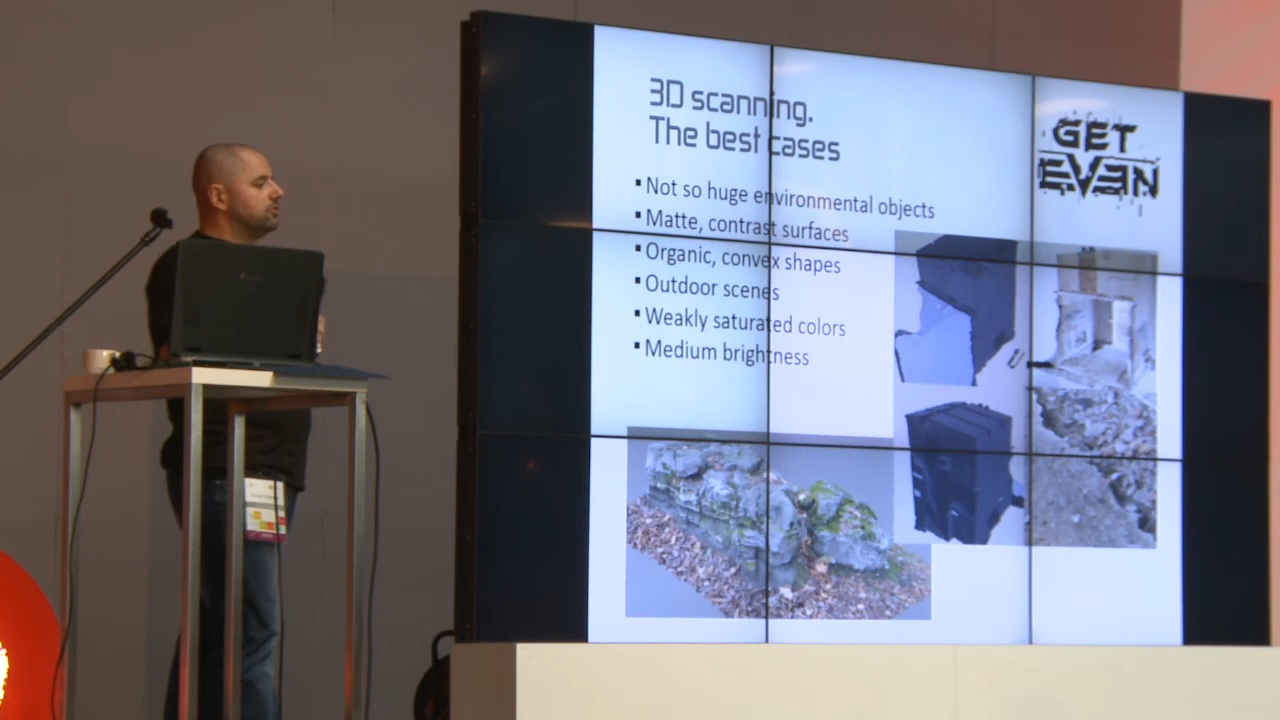 3D scanning.
The best cases
GET
EVEN
Not so huge environmental objects
Matte, contrast surfaces
Organic, convex shapes
Outdoor scenes
Weakly saturated colors
Medium brightness